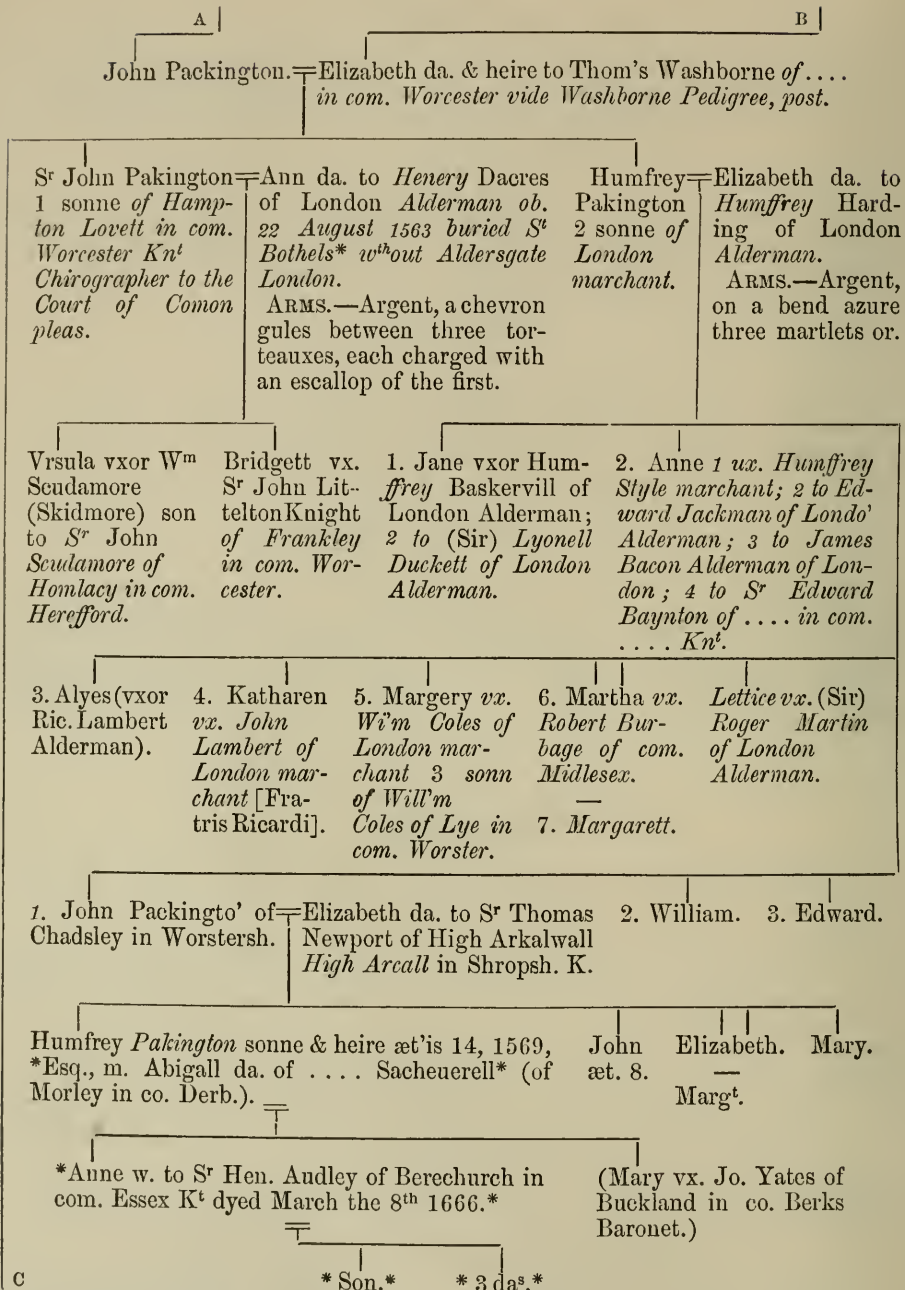 A B
John Packington.=Elizabeth da. & heire to Thom's Washborne of....
in com. Worcester vide Washborne Pedigree, post.
Sr John Pakington=
1 sonne of Hamp-
ton Lovett in com.
Worcester Knt
Chirographer to the
Court of Comon
pleas.
Ann da. to Henery Dacres
of London Alderman ob.
22 August 1563 buried St
Bothels* wthout Aldersgate
London.
ARMS.—Argent, a chevron
gules between three tor-
teauxes, each charged with
an escallop of the first.
Humfrey=
Pakington
2 sonne of
London
marchant.
Elizabeth da. to
Humffrey Hard-
ing of London
Alderman.
ARMS.—Argent,
on a bend azure
three martlets or.
Vrsula vxor Wm
Scudamore
(Skidmore) son
to Sr John
Scudamore of
Homlacy in com.
Herefford.
Bridgett vx.
Sr John Lit-
telton Knight
of Frankley
in com. Wor-
cester.
1. Jane vxor Hum-
ffrey Baskervill of
London Alderman;
2 to (Sir) Lyonell
Duckett of London
Alderman.
2. Anne 1 ux. Humffrey
Style marchant; 2 to Ed-
ward Jackman of Londo'
Alderman; 3 to James
Bacon Alderman of Lon-
don; 4 to Sr Edward
Baynton of .... in com.
.... Knt.
3. Alyes (vxor
Ric. Lambert
Alderman).
4. Katharen
vx. John
Lambert of
London mar-
chant [Fra-
tris Ricardi].
5. Margery vx.
Wi'm Coles of
London mar-
chant 3 sonn
of Will'm
Coles of Lye in
com. Worster.
6. Martha vx.
Robert Bur-
bage of com.
Midlesex.
—
7. Margarett.
Lettice vx. (Sir)
Roger Martin
of London
Alderman.
1. John Packingto' of=
Chadsley in Worstersh.
Elizabeth da. to Sr Thomas
Newport of High Arkalwall
High Arcall in Shropsh. K.
2. William. 3. Edward.
Humfrey Pakington sonne & heire æt'is 14, 1569,
*Esq., m. Abigall da. of .... Sacheuerell* (of
Morley in co. Derb.).
John
æt. 8.
Elizabeth.
—
Margt.
Mary.
*Anne w. to Sr Hen. Audley of Berechurch in
com. Essex Kt dyed March the 8th 1666.*
(Mary vx. Jo. Yates of
Buckland in co. Berks
Baronet.)
C * Son.* * 3 das.*